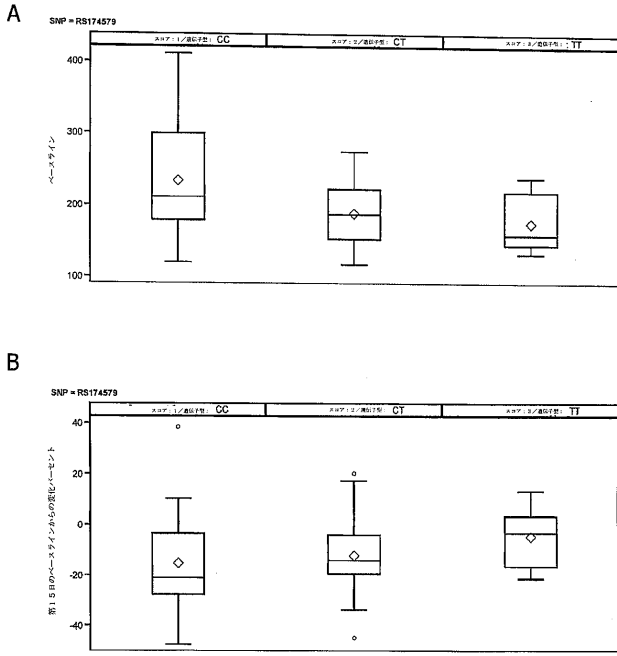 A
SNP = RS174579
スコア：1／遺伝子型： CC
スコア：2／遺伝子型： CT
スコア：3／遺伝子型： TT
400
300
200
100
ベースライン
B
SNP = RS174579
スコア：1／遺伝子型： CC
スコア：2／遺伝子型： CT
スコア：3／遺伝子型： TT
40
20
0
-20
-40
第15日のベースラインからの変化パーセント